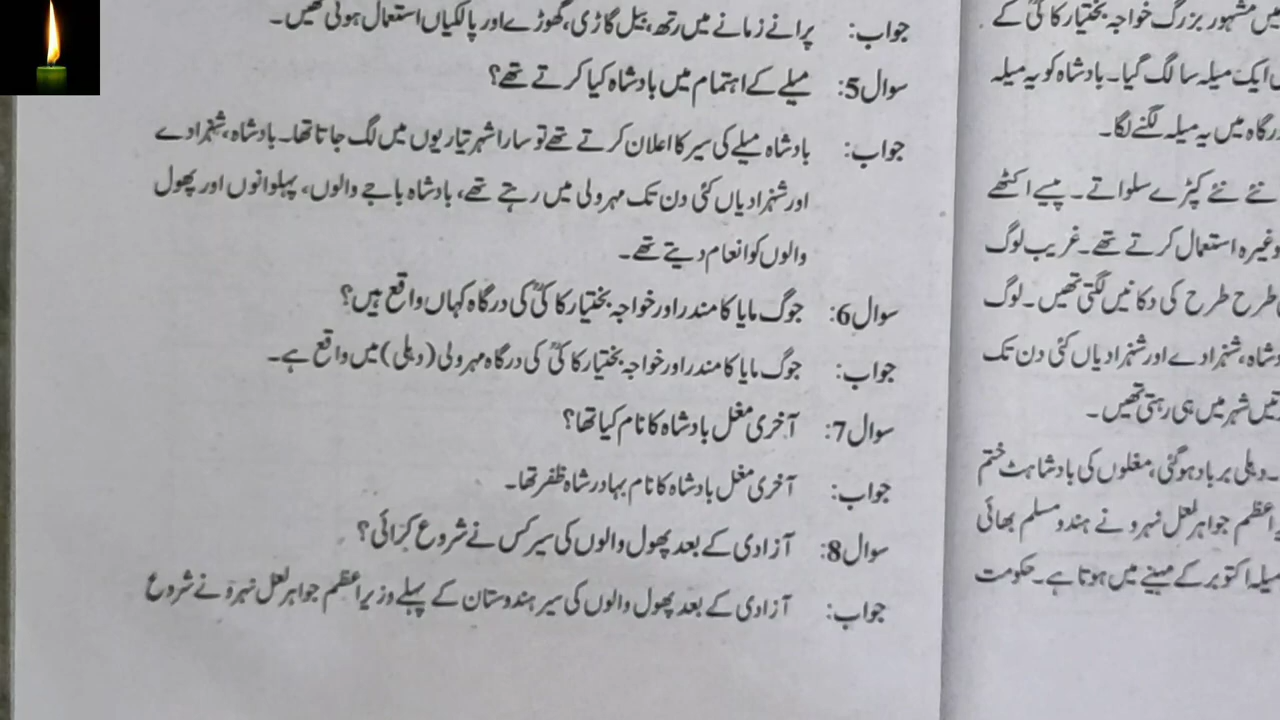 میں مشہور بزرگ خواجہ بختیار کاکیؒ کے
ایک میلہ سا لگ گیا۔ بادشاہ کو یہ میلہ
درگاہ میں یہ میلہ لگنے لگا۔
نئے نئے کپڑے سلواتے۔ پیسے اکٹھے
وغیرہ استعمال کرتے تھے۔ غریب لوگ
طرح طرح کی دکانیں لگتی تھیں۔ لوگ
بادشاہ، شہزادے اور شہزادیاں کئی دن تک
شہر میں ہی رہتی تھیں۔
۔ دہلی برباد ہوگئی، مغلوں کی بادشاہت ختم
اعظم جواہر لعل نہرو نے ہندو مسلم بھائی
میلہ اکتوبر کے مہینے میں ہوتا ہے۔ حکومت
جواب: پرانے زمانے میں رتھ، بیل گاڑی، گھوڑے اور پالکیاں استعمال ہوتی تھیں۔
سوال 5: میلے کے اہتمام میں بادشاہ کیا کرتے تھے؟
جواب: بادشاہ میلے کی سیر کا اعلان کرتے تھے تو سارا شہر تیاریوں میں لگ جاتا تھا۔ بادشاہ، شہزادے
اور شہزادیاں کئی دن تک مہرولی میں رہتے تھے، بادشاہ باجے والوں، پہلوانوں اور پھول
والوں کو انعام دیتے تھے۔
سوال 6: جوگ مایا کا مندر اور خواجہ بختیار کاکیؒ کی درگاہ کہاں واقع ہیں؟
جواب: جوگ مایا کا مندر اور خواجہ بختیار کاکیؒ کی درگاہ مہرولی (دہلی) میں واقع ہے۔
سوال 7: آخری مغل بادشاہ کا نام کیا تھا؟
جواب: آخری مغل بادشاہ کا نام بہادر شاہ ظفر تھا۔
سوال 8: آزادی کے بعد پھول والوں کی سیر کس نے شروع کرائی؟
جواب: آزادی کے بعد پھول والوں کی سیر ہندوستان کے پہلے وزیر اعظم جواہر لعل نہرو نے شروع